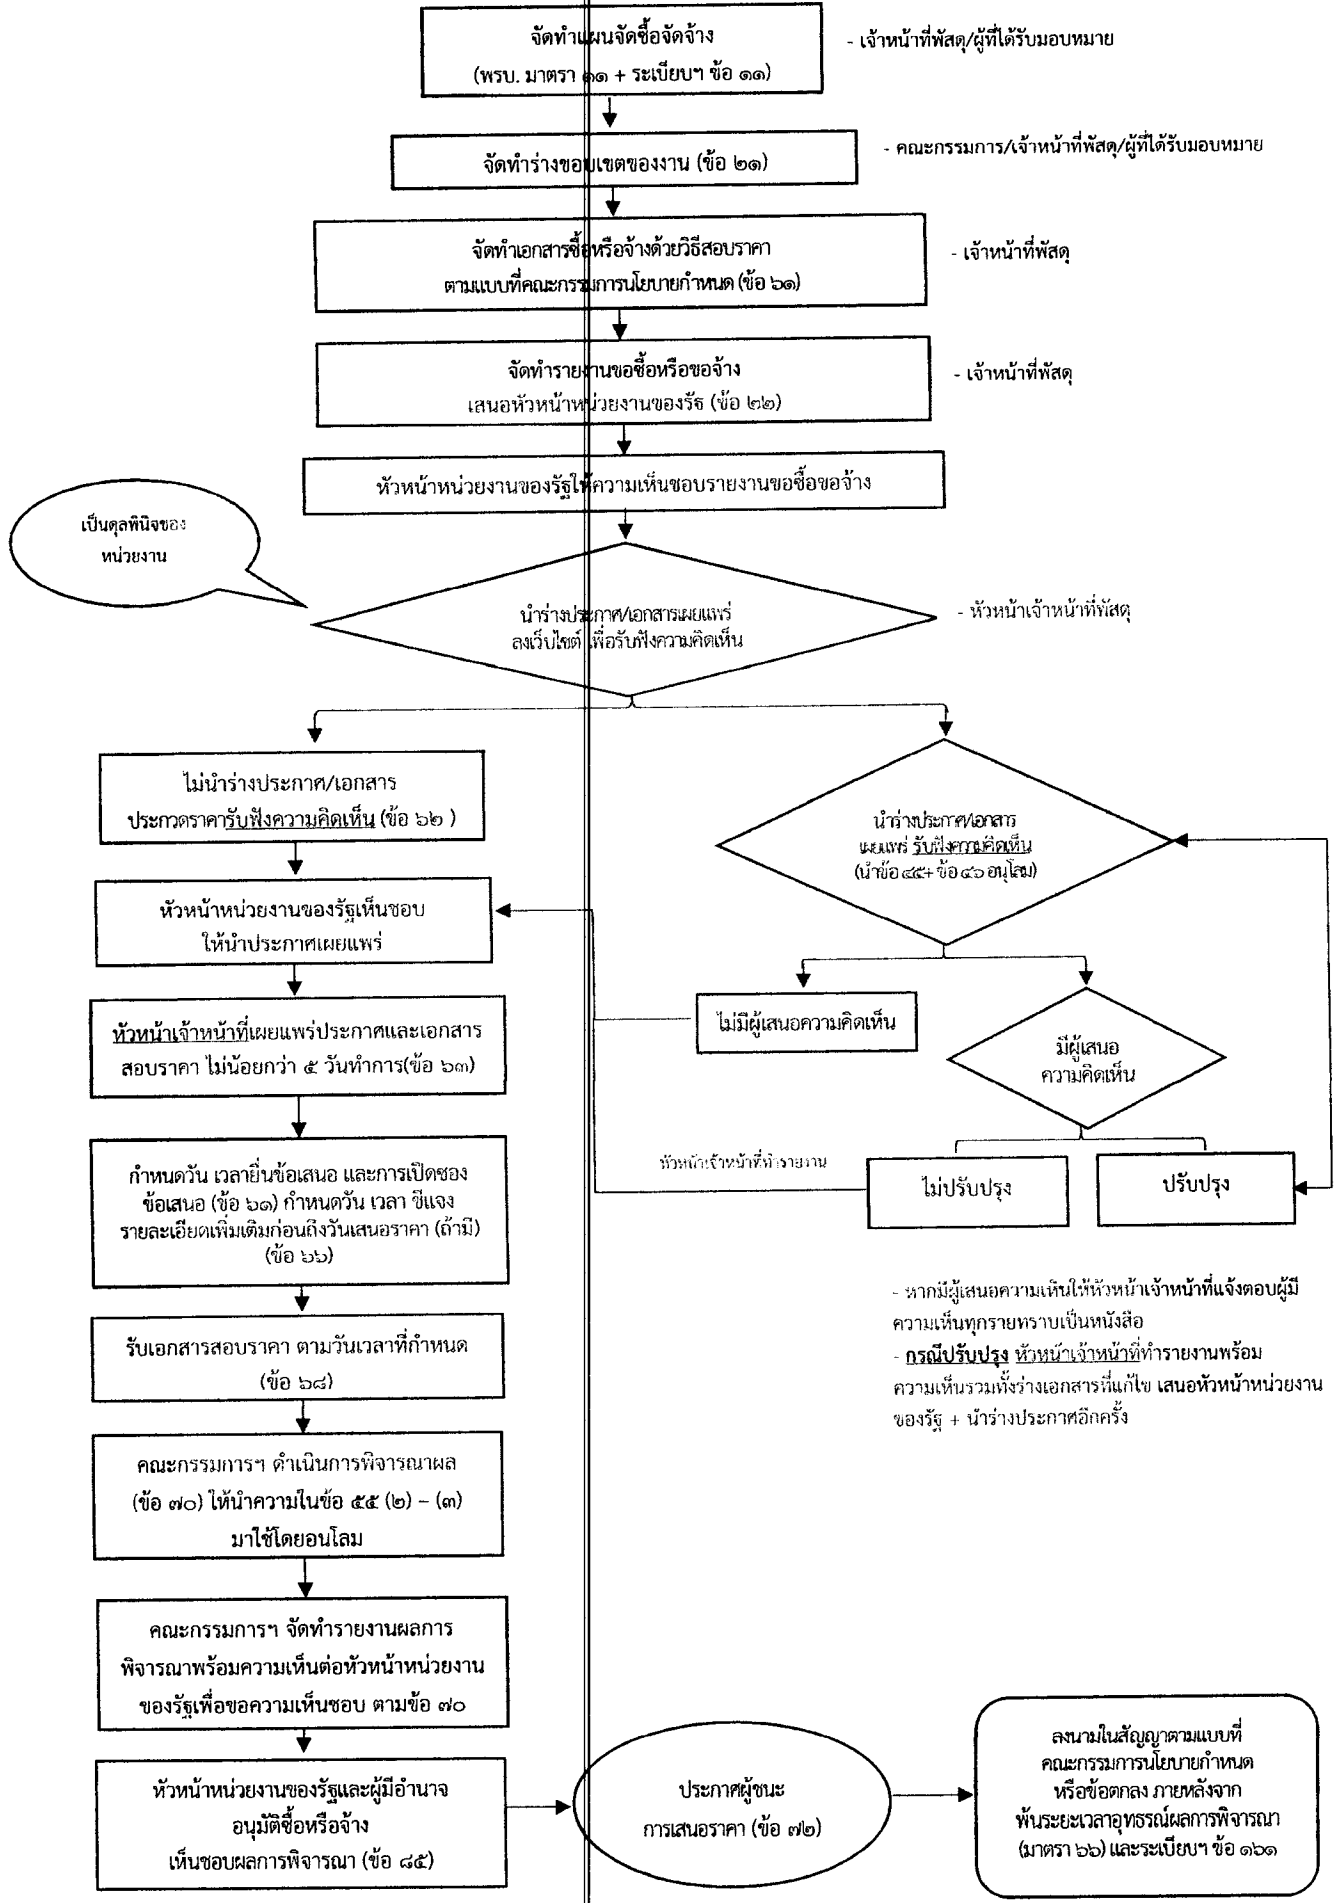 จัดทำแผนจัดซื้อจัดจ้าง
(พรบ. มาตรา ๑๑ + ระเบียบฯ ข้อ ๑๑)
- เจ้าหน้าที่พัสดุ/ผู้ที่ได้รับมอบหมาย
จัดทำร่างขอบเขตของงาน (ข้อ ๒๑)
- คณะกรรมการ/เจ้าหน้าที่พัสดุ/ผู้ที่ได้รับมอบหมาย
จัดทำเอกสารซื้อหรือจ้างด้วยวิธีสอบราคา
ตามแบบที่คณะกรรมการนโยบายกำหนด (ข้อ ๖๑)
- เจ้าหน้าที่พัสดุ
จัดทำรายงานขอซื้อหรือขอจ้าง
เสนอหัวหน้าหน่วยงานของรัฐ (ข้อ ๒๒)
- เจ้าหน้าที่พัสดุ
หัวหน้าหน่วยงานของรัฐให้ความเห็นชอบรายงานขอซื้อขอจ้าง
เป็นดุลพินิจของ
หน่วยงาน
นำร่างประกาศ/เอกสารเผยแพร่
ลงเว็บไซต์ เพื่อรับฟังความคิดเห็น
- หัวหน้าเจ้าหน้าที่พัสดุ
ไม่นำร่างประกาศ/เอกสาร
ประกวดราคารับฟังความคิดเห็น (ข้อ ๖๒ )
นำร่างประกาศ/เอกสาร
เผยแพร่ รับฟังความคิดเห็น
(นำข้อ ๔๕+ ข้อ ๔๖ อนุโลม)
หัวหน้าหน่วยงานของรัฐเห็นชอบ
ให้นำประกาศเผยแพร่
หัวหน้าเจ้าหน้าที่เผยแพร่ประกาศและเอกสาร
สอบราคา ไม่น้อยกว่า ๕ วันทำการ(ข้อ ๖๓)
ไม่มีผู้เสนอความคิดเห็น
มีผู้เสนอ
ความคิดเห็น
หัวหน้าเจ้าหน้าที่ทำรายงาน
ไม่ปรับปรุง
ปรับปรุง
กำหนดวัน เวลายื่นข้อเสนอ และการเปิดซอง
ข้อเสนอ (ข้อ ๖๑) กำหนดวัน เวลา ชี้แจง
รายละเอียดเพิ่มเติมก่อนถึงวันเสนอราคา (ถ้ามี)
(ข้อ ๖๖)
- หากมีผู้เสนอความเห็นให้หัวหน้าเจ้าหน้าที่แจ้งตอบผู้มี
ความเห็นทุกรายทราบเป็นหนังสือ
- กรณีปรับปรุง หัวหน้าเจ้าหน้าที่ทำรายงานพร้อม
ความเห็นรวมทั้งร่างเอกสารที่แก้ไข เสนอหัวหน้าหน่วยงาน
ของรัฐ + นำร่างประกาศอีกครั้ง
รับเอกสารสอบราคา ตามวันเวลาที่กำหนด
(ข้อ ๖๘)
คณะกรรมการฯ ดำเนินการพิจารณาผล
(ข้อ ๗๐) ให้นำความในข้อ ๕๕ (๒) – (๓)
มาใช้โดยอนุโลม
คณะกรรมการฯ จัดทำรายงานผลการ
พิจารณาพร้อมความเห็นต่อหัวหน้าหน่วยงาน
ของรัฐเพื่อขอความเห็นชอบ ตามข้อ ๗๐
หัวหน้าหน่วยงานของรัฐและผู้มีอำนาจ
อนุมัติซื้อหรือจ้าง
เห็นชอบผลการพิจารณา (ข้อ ๘๕)
ประกาศผู้ชนะ
การเสนอราคา (ข้อ ๗๒)
ลงนามในสัญญาตามแบบที่
คณะกรรมการนโยบายกำหนด
หรือข้อตกลง ภายหลังจาก
พ้นระยะเวลาอุทธรณ์ผลการพิจารณา
(มาตรา ๖๖) และระเบียบฯ ข้อ ๑๖๑